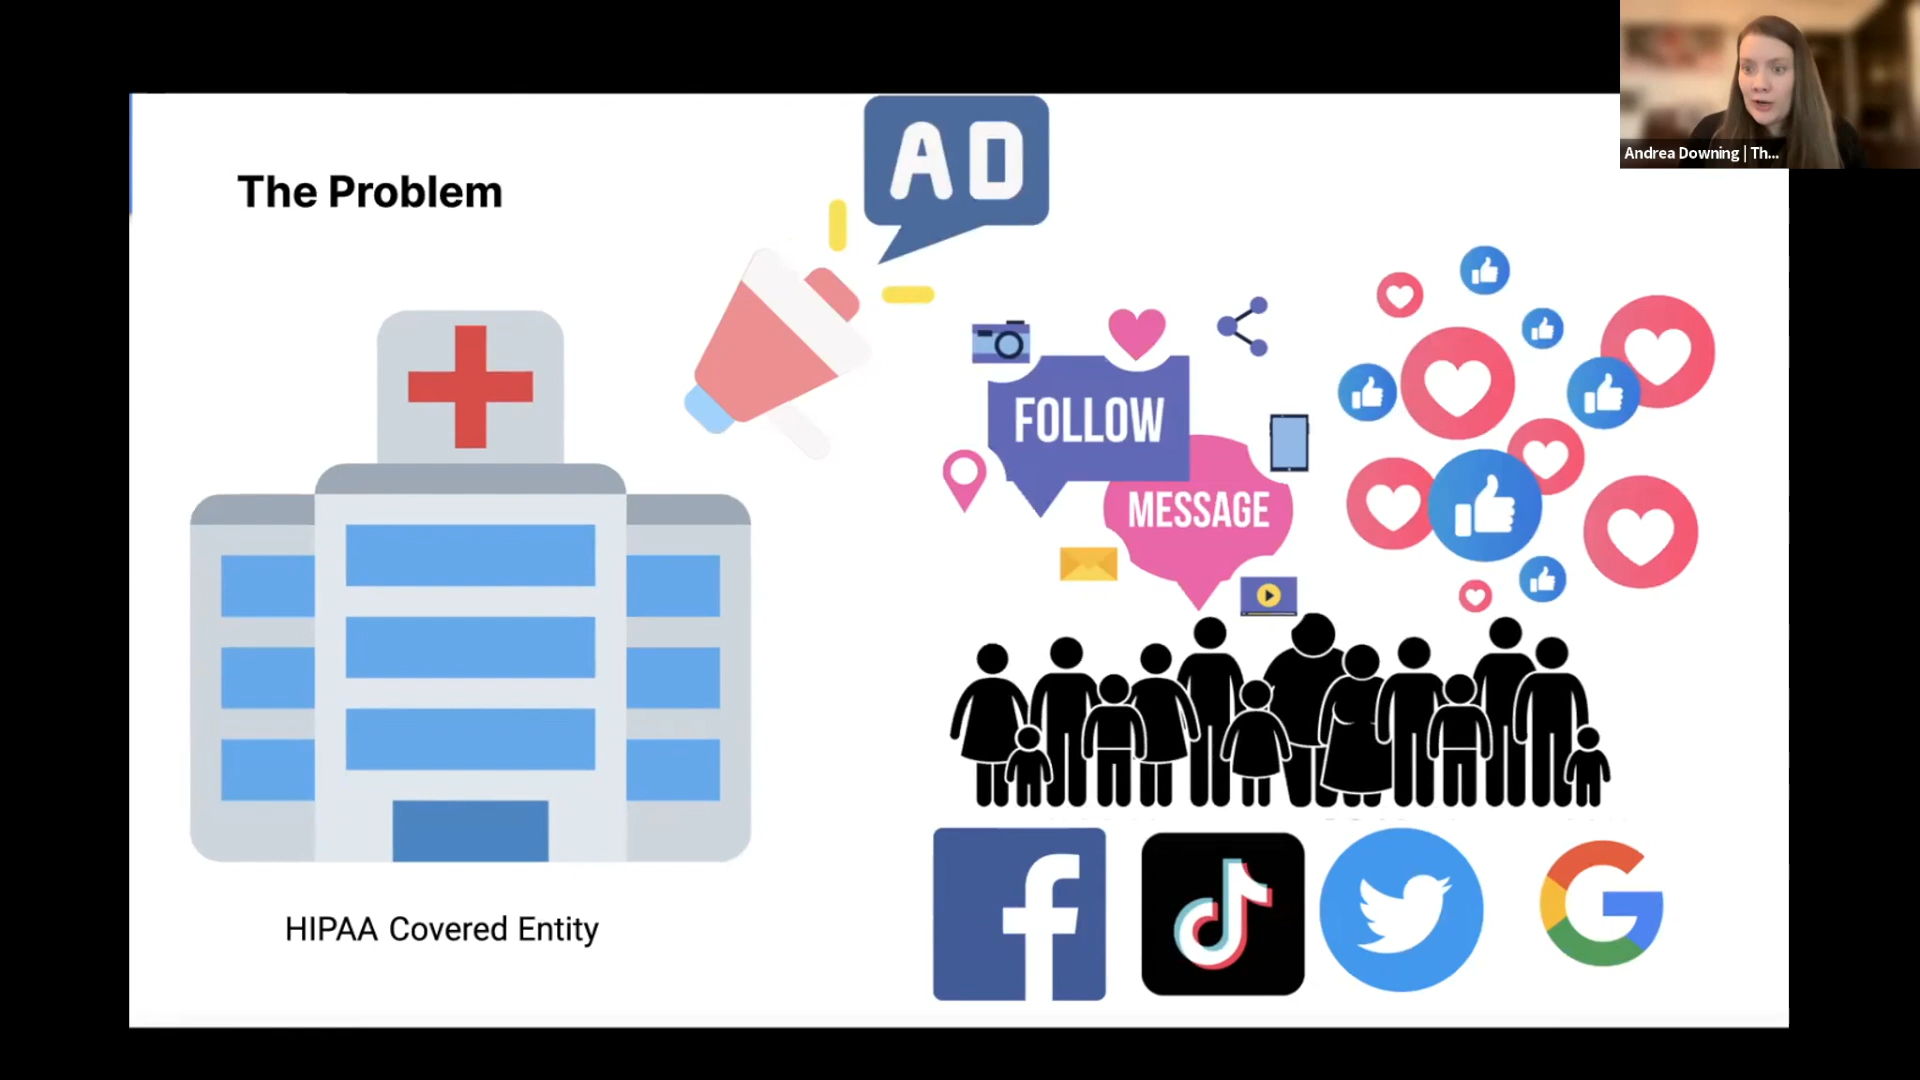 The Problem
AD
FOLLOW
MESSAGE
HIPAA Covered Entity
Andrea Downing | Th...